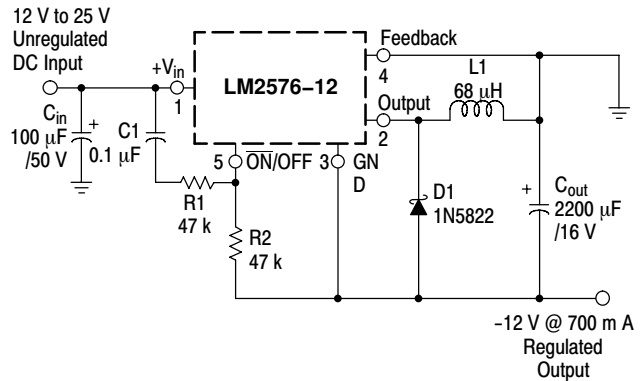 12 V to 25 V
Unregulated
DC Input
+Vin
1
LM2576−12
Feedback
4
L1
68 μH
Output
2
Cin
100 μF
/50 V
+
C1
0.1 μF
5
ON/OFF
3
GN
D
R1
47 k
R2
47 k
D1
1N5822
+
Cout
2200 μF
/16 V
−12 V @ 700 m A
Regulated
Output